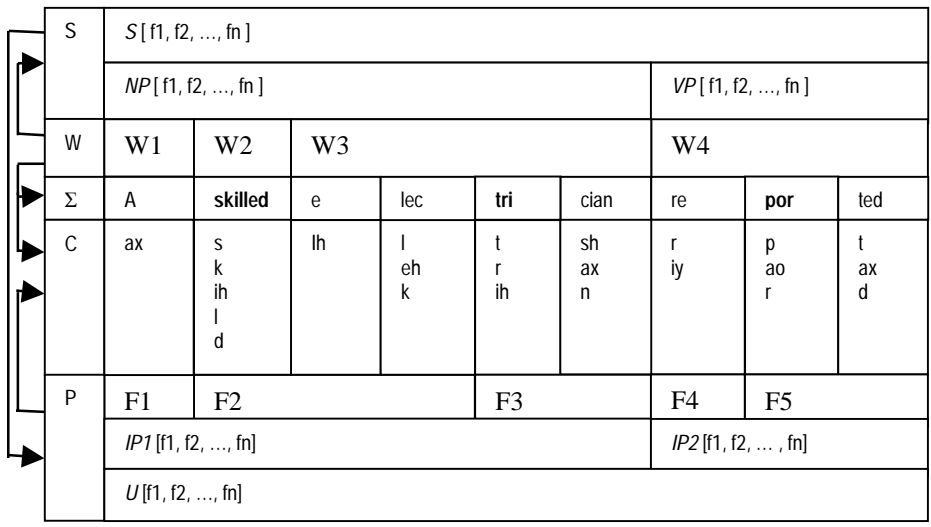 S S [ f1, f2, …, fn ]
NP [ f1, f2, …, fn ] VP [ f1, f2, …, fn ]
W W1 W2 W3 W4
Σ A skilled e lec tri cian re por ted
C ax s Ih l t sh r p t
k eh r ax iy ao ax
ih k ih n r d
l
d
P F1 F2 F3 F4 F5
IP1 [f1, f2, …, fn] IP2 [f1, f2, … , fn]
U [f1, f2, …, fn]